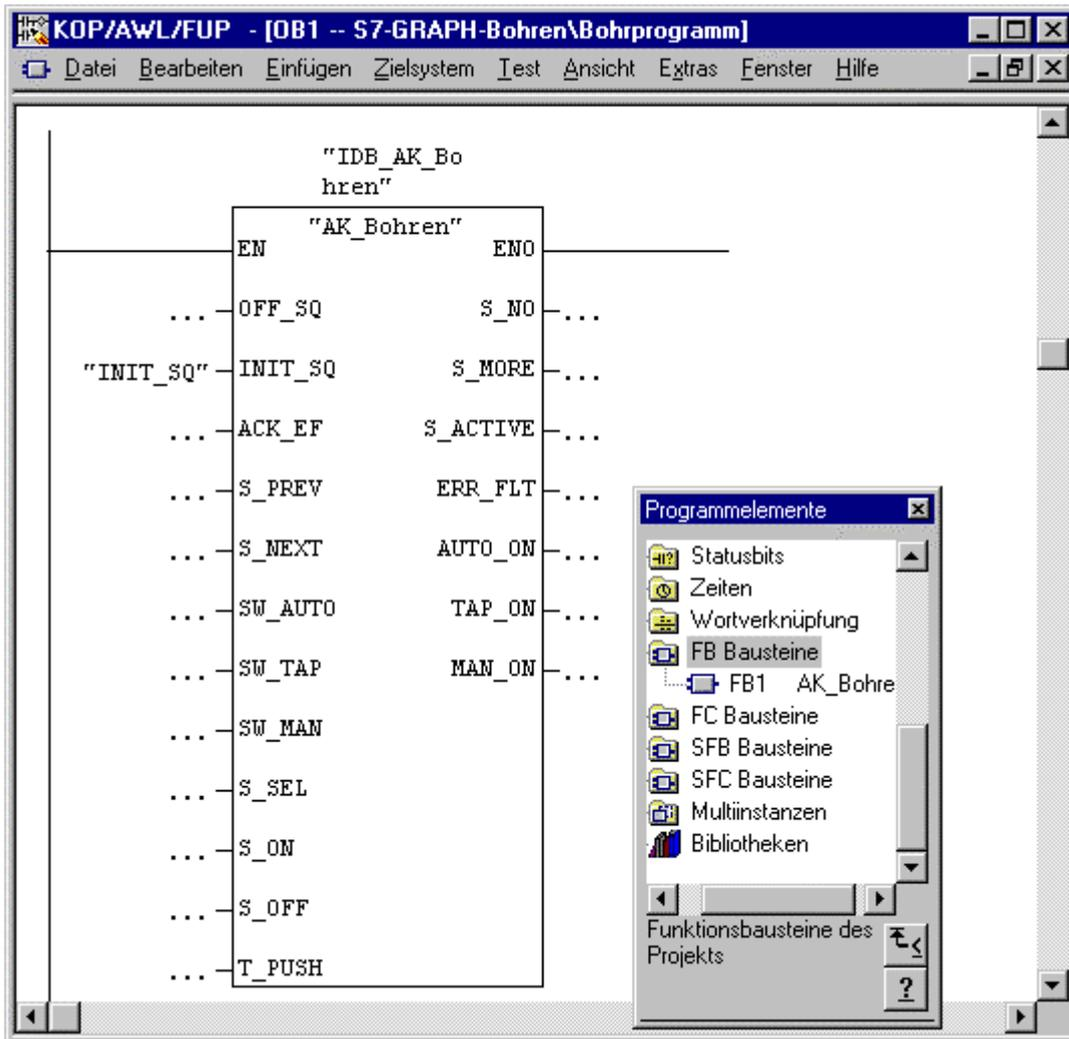 KOP/AWL/FUP - [OB1 -- S7-GRAPH-Bohren\Bohrprogramm]
Datei Bearbeiten Einfügen Zielsystem Test Ansicht Extras Fenster Hilfe
"IDB_AK_Bo
hren"
"AK_Bohren"
EN ENO
... OFF_SQ S_NO ...
"INIT_SQ" INIT_SQ S_MORE ...
... ACK_EF S_ACTIVE ...
... S_PREV ERR_FLT ...
... S_NEXT AUTO_ON ...
... SW_AUTO TAP_ON ...
... SW_TAP MAN_ON ...
... SW_MAN
... S_SEL
... S_ON
... S_OFF
... T_PUSH
Programmelemente
Statusbits
Zeiten
Wortverknüpfung
FB Bausteine
FB1 AK_Bohre
FC Bausteine
SFB Bausteine
SFC Bausteine
Multiinstanzen
Bibliotheken
Funktionsbausteine des
Projekts
?